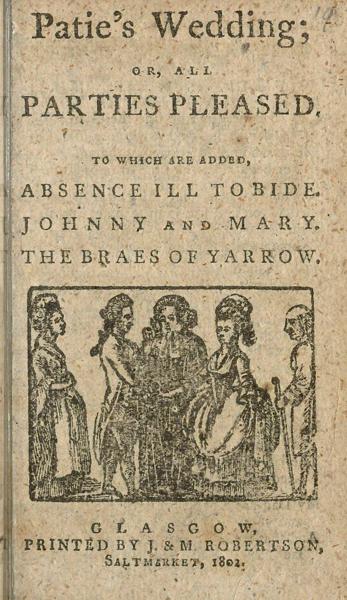 Patie's Wedding;
OR, ALL
PARTIES PLEASED.
TO WHICH ARE ADDED,
ABSENCE ILL TO BIDE.
JOHNNY AND MARY.
THE BRAES OF YARROW.
GLASGOW,
PRINTED BY J. & M. ROBERTSON,
SALTMARKET, 1802.